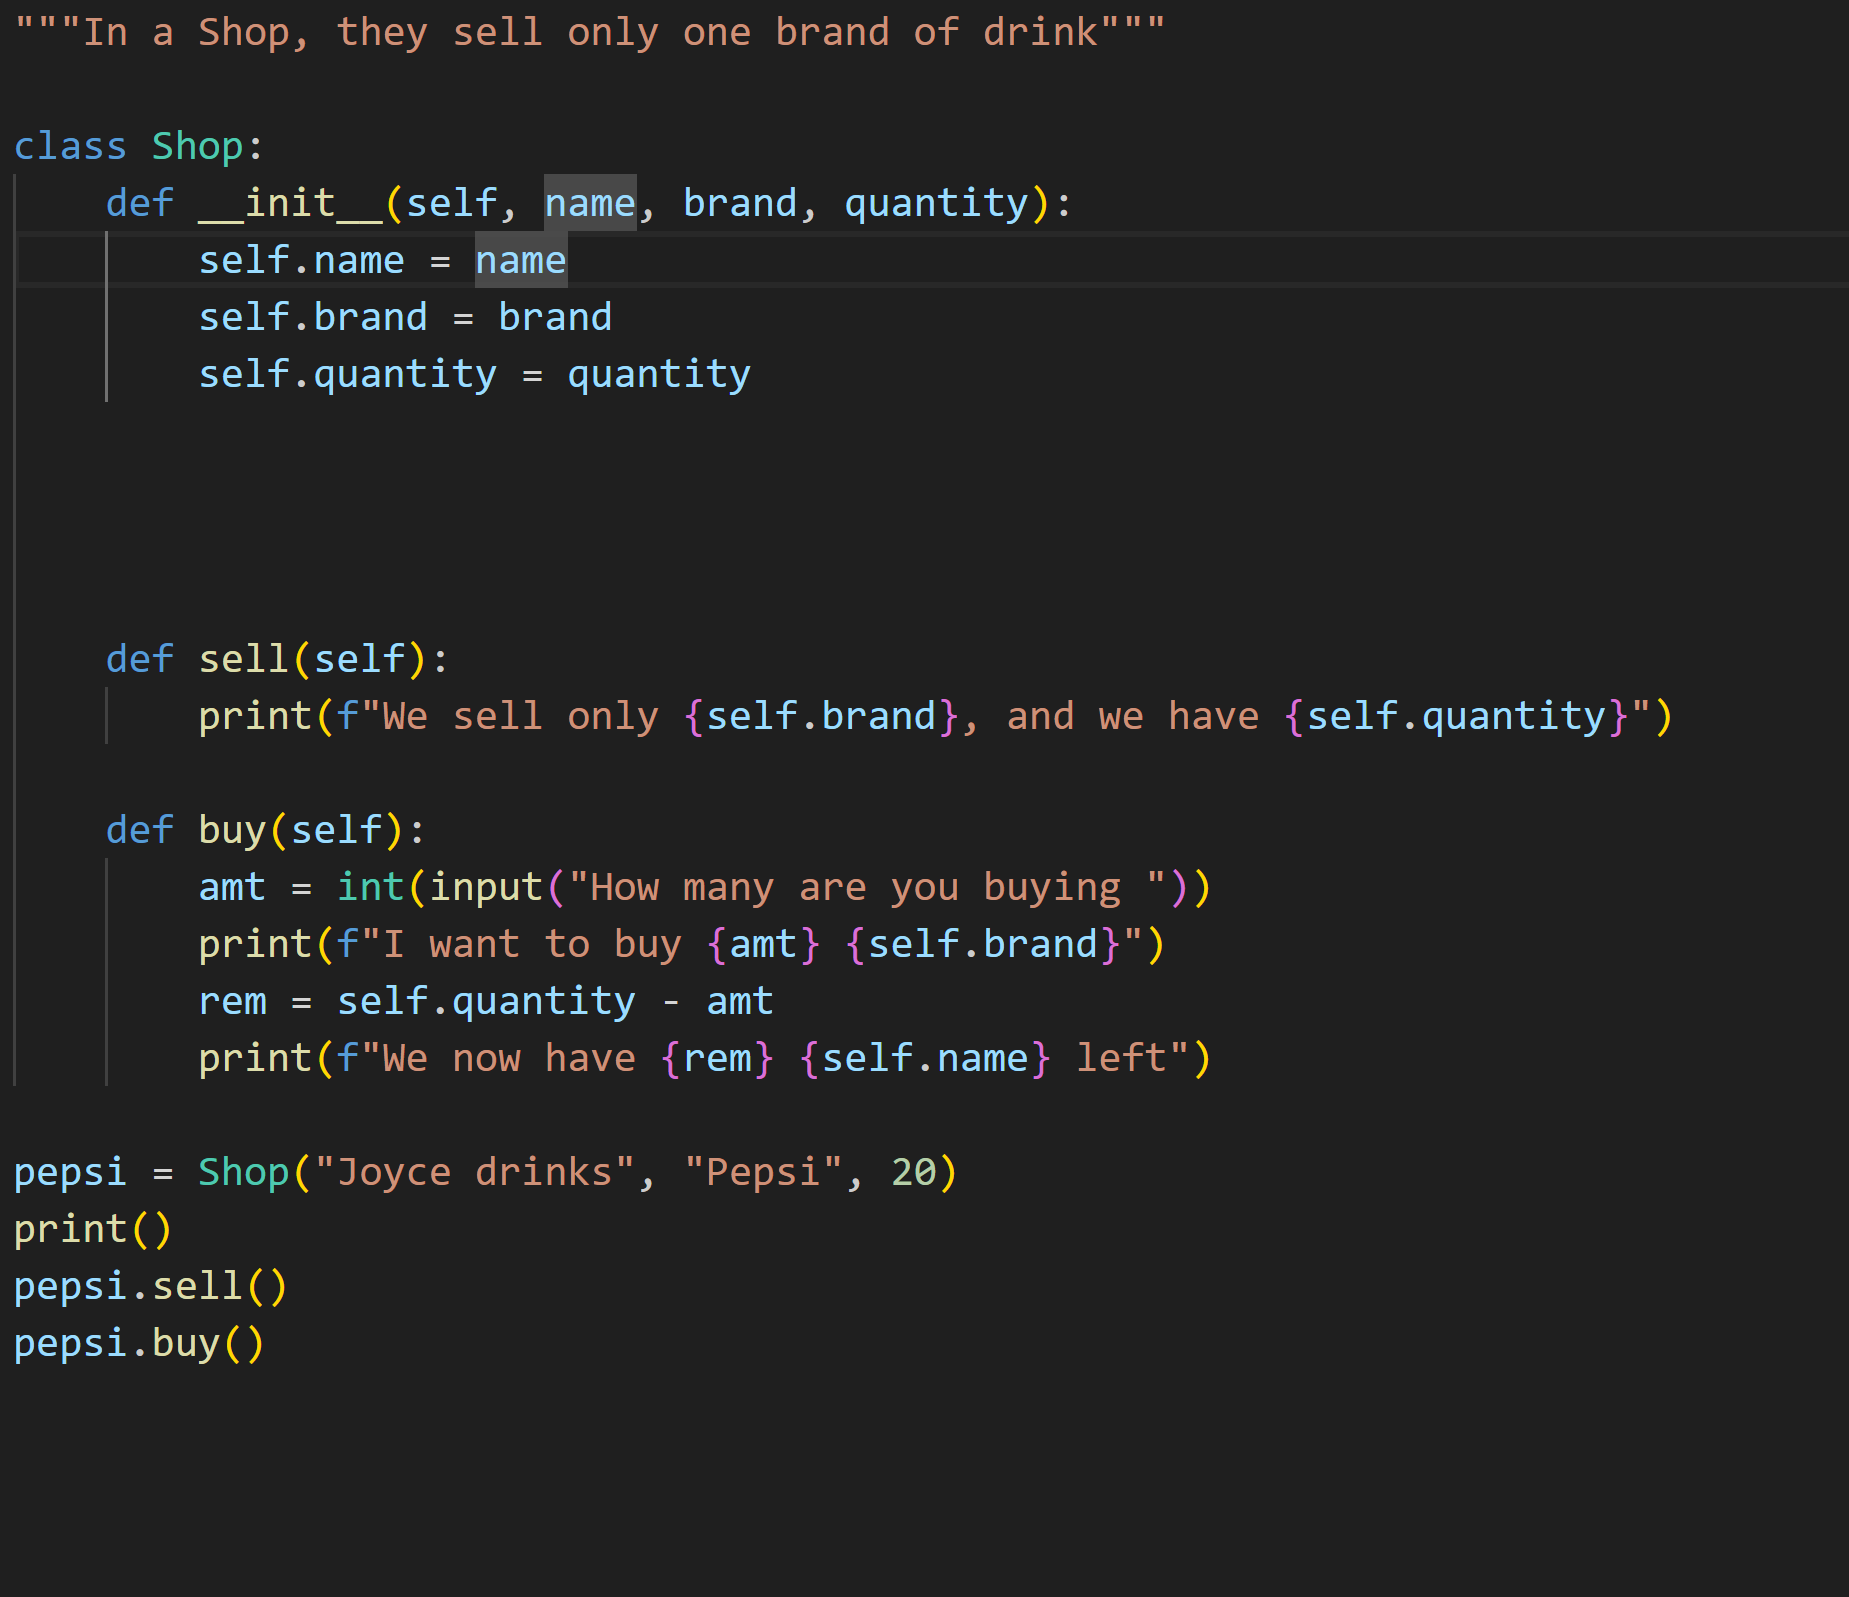 """In a Shop, they sell only one brand of drink"""
class Shop:
    def __init__(self, name, brand, quantity):
        self.name = name
        self.brand = brand
        self.quantity = quantity
    def sell(self):
        print(f"We sell only {self.brand}, and we have {self.quantity}")
    def buy(self):
        amt = int(input("How many are you buying "))
        print(f"I want to buy {amt} {self.brand}")
        rem = self.quantity - amt
        print(f"We now have {rem} {self.name} left")
pepsi = Shop("Joyce drinks", "Pepsi", 20)
print()
pepsi.sell()
pepsi.buy()